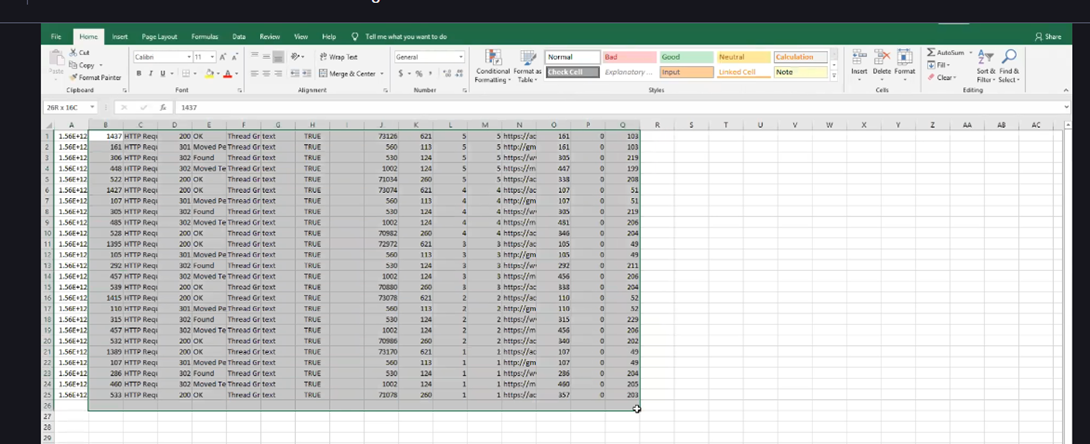 File Home Insert Page Layout Formulas Data Review View Help Tell me what you want to do Share
Cut
Copy
Format Painter
Calibri 11
Wrap Text
Merge & Center
General
Conditional Formatting
Format as Table
Normal Bad Good Neutral Calculation
Check Cell Explanatory ... Input Linked Cell Note
Insert Delete Format
AutoSum
Fill
Clear
Sort & Filter
Find & Select
Clipboard Font Alignment Number Styles Cells Editing
26R x 16C 1437
A B C D E F G H I J K L M N O P Q R S T U V W X Y Z AA AB AC
1 1.56E+12 1437 HTTP Requ 200 OK Thread Gr text TRUE 73126 621 5 5 https://ac 161 0 103
2 1.56E+12 161 HTTP Requ 301 Moved Pe Thread Gr text TRUE 560 113 5 5 http://gm 161 0 103
3 1.56E+12 306 HTTP Requ 302 Found Thread Gr text TRUE 530 124 5 5 https://w 305 0 219
4 1.56E+12 448 HTTP Requ 302 Moved Te Thread Gr text TRUE 1002 124 5 5 https://m 447 0 199
5 1.56E+12 522 HTTP Requ 200 OK Thread Gr text TRUE 71034 260 5 5 https://ac 338 0 208
6 1.56E+12 1427 HTTP Requ 200 OK Thread Gr text TRUE 73074 621 4 4 https://ac 107 0 51
7 1.56E+12 107 HTTP Requ 301 Moved Pe Thread Gr text TRUE 560 113 4 4 http://gm 107 0 51
8 1.56E+12 305 HTTP Requ 302 Found Thread Gr text TRUE 530 124 4 4 https://w 305 0 219
9 1.56E+12 485 HTTP Requ 302 Moved Te Thread Gr text TRUE 1002 124 4 4 https://m 481 0 206
10 1.56E+12 528 HTTP Requ 200 OK Thread Gr text TRUE 70982 260 4 4 https://ac 346 0 204
11 1.56E+12 1395 HTTP Requ 200 OK Thread Gr text TRUE 72972 621 3 3 https://ac 105 0 49
12 1.56E+12 105 HTTP Requ 301 Moved Pe Thread Gr text TRUE 560 113 3 3 http://gm 105 0 49
13 1.56E+12 292 HTTP Requ 302 Found Thread Gr text TRUE 530 124 3 3 https://w 292 0 211
14 1.56E+12 457 HTTP Requ 302 Moved Te Thread Gr text TRUE 1002 124 3 3 https://m 456 0 206
15 1.56E+12 539 HTTP Requ 200 OK Thread Gr text TRUE 70880 260 3 3 https://ac 338 0 204
16 1.56E+12 1415 HTTP Requ 200 OK Thread Gr text TRUE 73078 621 2 2 https://ac 110 0 52
17 1.56E+12 110 HTTP Requ 301 Moved Pe Thread Gr text TRUE 560 113 2 2 http://gm 110 0 52
18 1.56E+12 315 HTTP Requ 302 Found Thread Gr text TRUE 530 124 2 2 https://w 315 0 229
19 1.56E+12 457 HTTP Requ 302 Moved Te Thread Gr text TRUE 1002 124 2 2 https://m 456 0 206
20 1.56E+12 532 HTTP Requ 200 OK Thread Gr text TRUE 70986 260 2 2 https://ac 340 0 202
21 1.56E+12 1389 HTTP Requ 200 OK Thread Gr text TRUE 73170 621 1 1 https://ac 107 0 49
22 1.56E+12 107 HTTP Requ 301 Moved Pe Thread Gr text TRUE 560 113 1 1 http://gm 107 0 49
23 1.56E+12 286 HTTP Requ 302 Found Thread Gr text TRUE 530 124 1 1 https://w 286 0 204
24 1.56E+12 460 HTTP Requ 302 Moved Te Thread Gr text TRUE 1002 124 1 1 https://m 460 0 205
25 1.56E+12 533 HTTP Requ 200 OK Thread Gr text TRUE 71078 260 1 1 https://ac 357 0 203
26
27
28
29